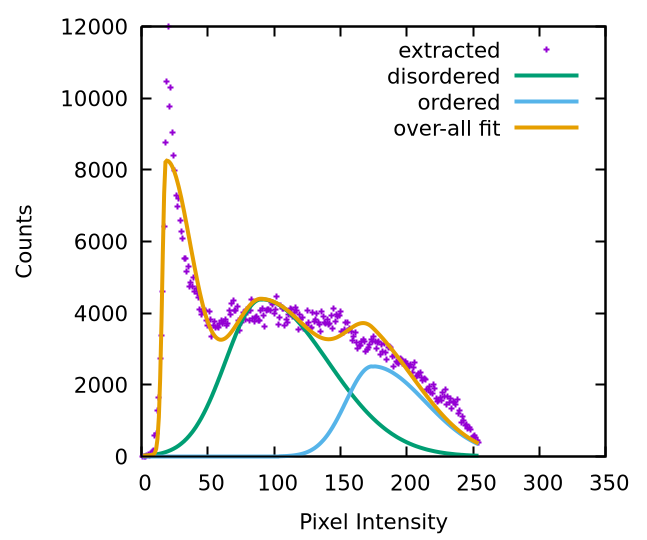 12000
10000
8000
6000
4000
2000
0
Counts
extracted
disordered
ordered
over-all fit
0 50 100 150 200 250 300 350
Pixel Intensity